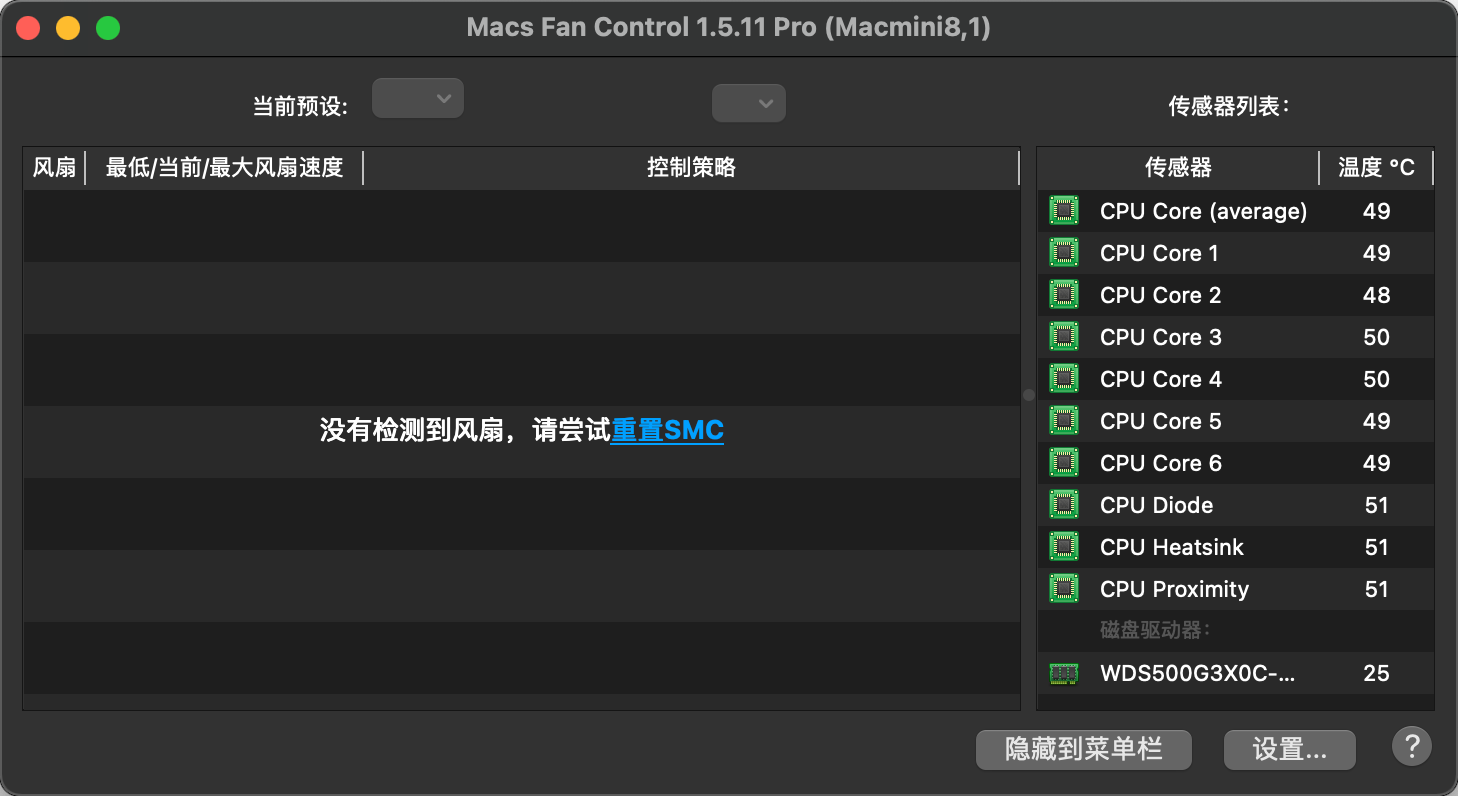 Macs Fan Control 1.5.11 Pro (Macmini8,1)
当前预设:
传感器列表:
风扇 最低/当前/最大风扇速度 控制策略
传感器 温度 °C
CPU Core (average) 49
CPU Core 1 49
CPU Core 2 48
CPU Core 3 50
CPU Core 4 50
CPU Core 5 49
CPU Core 6 49
CPU Diode 51
CPU Heatsink 51
CPU Proximity 51
磁盘驱动器:
WDS500G3X0C-... 25
没有检测到风扇，请尝试重置SMC
隐藏到菜单栏 设置... ?